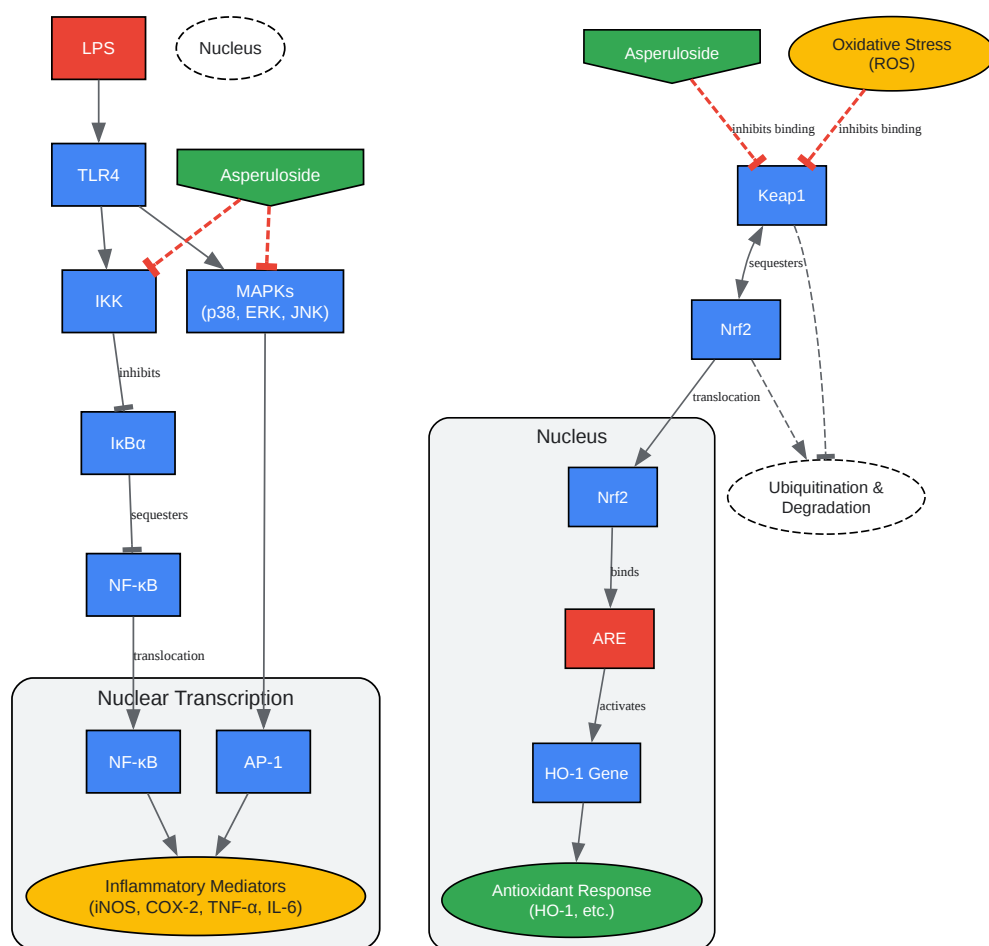 LPS
Nucleus
TLR4
Asperuloside
IKK
MAPKs
(p38, ERK, JNK)
inhibits
IκBα
sequesters
NF-κB
translocation
Nuclear Transcription
NF-κB
AP-1
Inflammatory Mediators
(iNOS, COX-2, TNF-α, IL-6)
Asperuloside
Oxidative Stress
(ROS)
inhibits binding
inhibits binding
Keap1
sequesters
Nrf2
translocation
Nucleus
Nrf2
Ubiquitination &
Degradation
binds
ARE
activates
HO-1 Gene
Antioxidant Response
(HO-1, etc.)